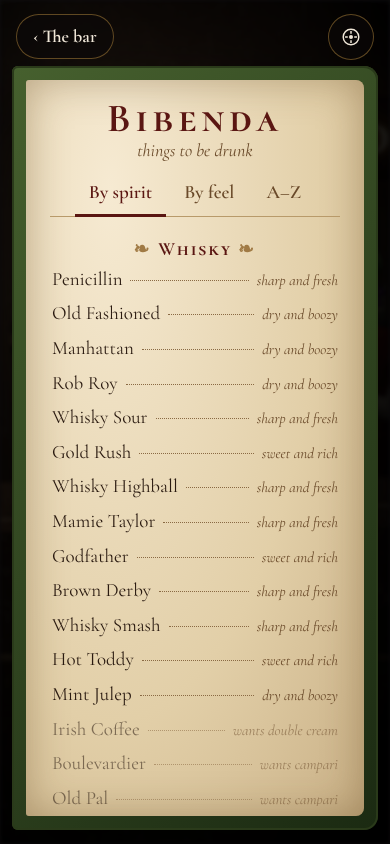 ‹ The bar
Bibenda
things to be drunk
By spirit By feel A–Z
❧ Whisky ❧
Penicillin sharp and fresh
Old Fashioned dry and boozy
Manhattan dry and boozy
Rob Roy dry and boozy
Whisky Sour sharp and fresh
Gold Rush sweet and rich
Whisky Highball sharp and fresh
Mamie Taylor sharp and fresh
Godfather sweet and rich
Brown Derby sharp and fresh
Whisky Smash sharp and fresh
Hot Toddy sweet and rich
Mint Julep dry and boozy
Irish Coffee wants double cream
Boulevardier wants campari
Old Pal wants campari